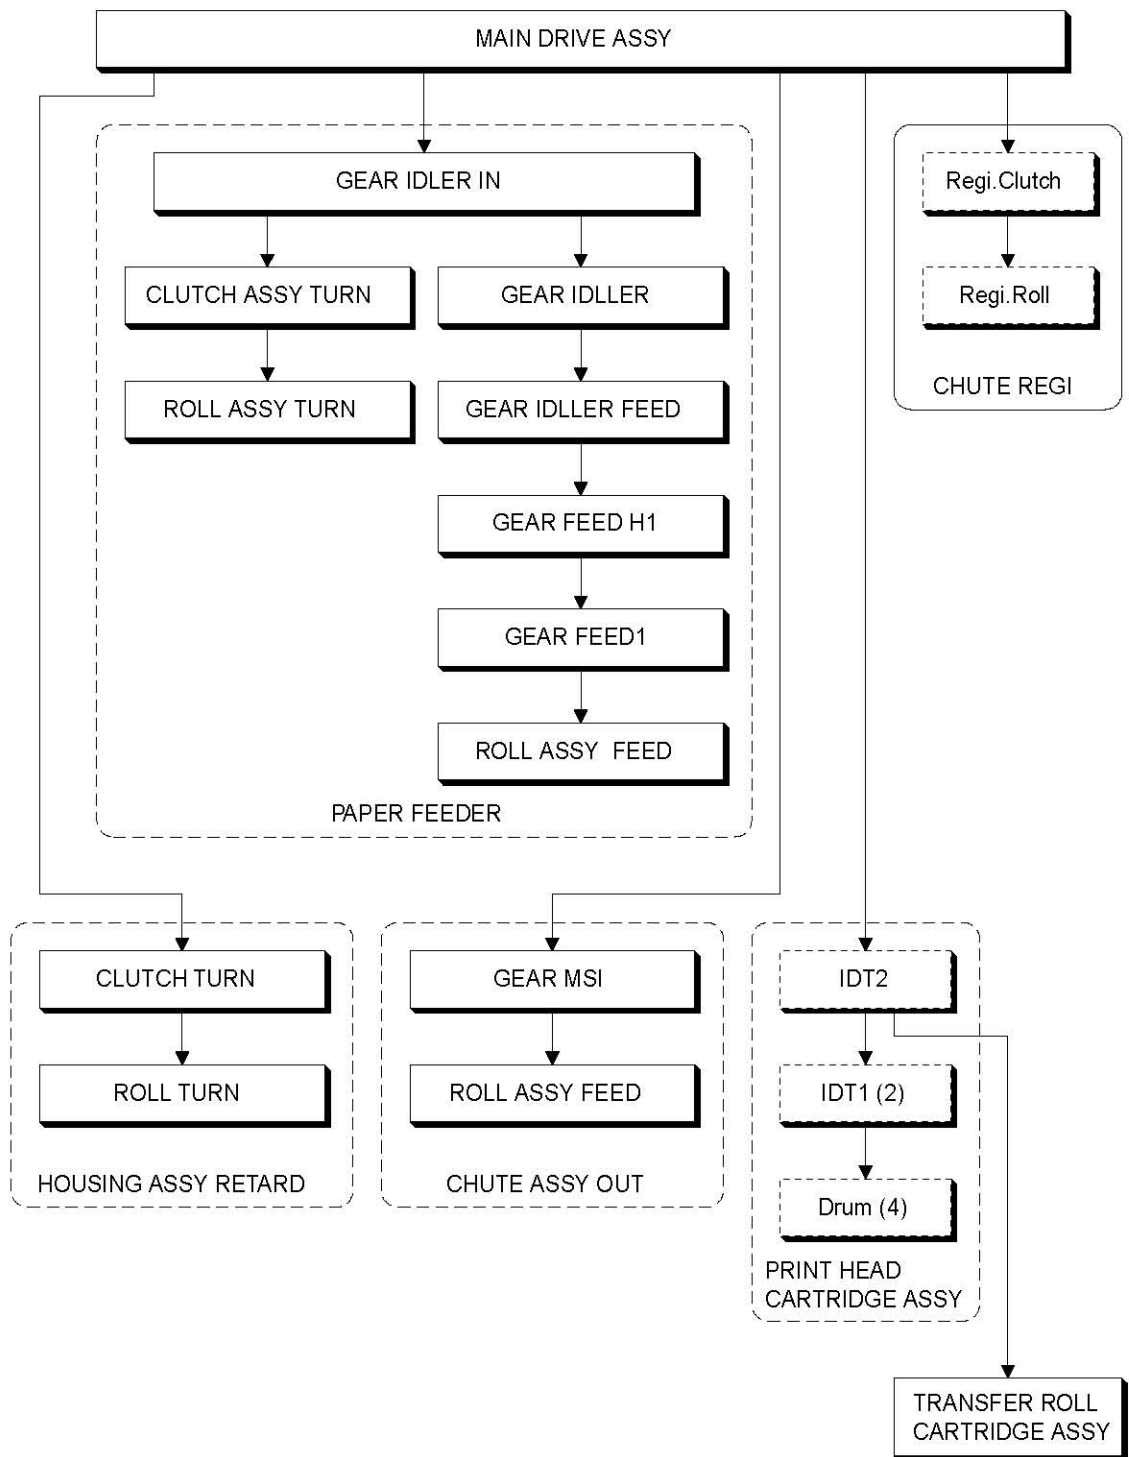 MAIN DRIVE ASSY
GEAR IDLER IN
CLUTCH ASSY TURN
ROLL ASSY TURN
GEAR IDLLER
GEAR IDLLER FEED
GEAR FEED H1
GEAR FEED1
ROLL ASSY FEED
PAPER FEEDER
Regi.Clutch
Regi.Roll
CHUTE REGI
CLUTCH TURN
ROLL TURN
HOUSING ASSY RETARD
GEAR MSI
ROLL ASSY FEED
CHUTE ASSY OUT
IDT2
IDT1 (2)
Drum (4)
PRINT HEAD
CARTRIDGE ASSY
TRANSFER ROLL
CARTRIDGE ASSY